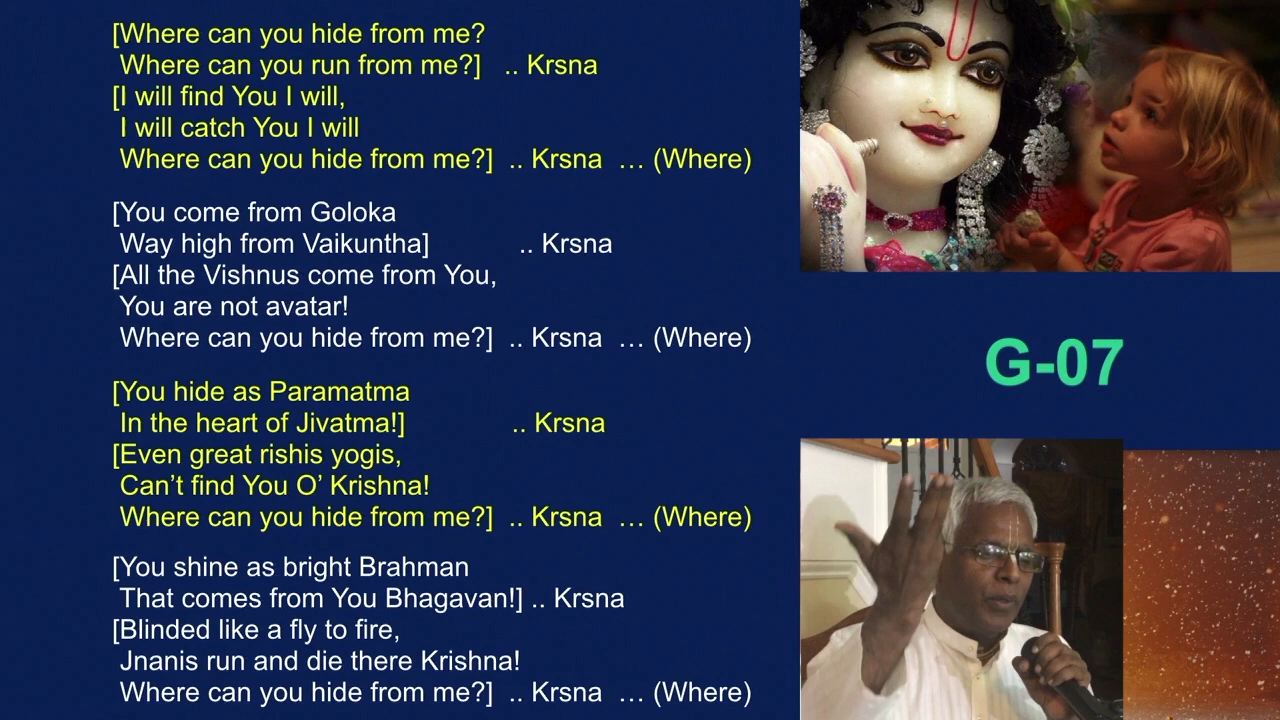 [Where can you hide from me?
Where can you run from me?] .. Krsna
[I will find You I will,
I will catch You I will
Where can you hide from me?] .. Krsna … (Where)
[You come from Goloka
Way high from Vaikuntha] .. Krsna
[All the Vishnus come from You,
You are not avatar!
Where can you hide from me?] .. Krsna … (Where)
[You hide as Paramatma
In the heart of Jivatma!] .. Krsna
[Even great rishis yogis,
Can’t find You O’ Krishna!
Where can you hide from me?] .. Krsna … (Where)
[You shine as bright Brahman
That comes from You Bhagavan!] .. Krsna
[Blinded like a fly to fire,
Jnanis run and die there Krishna!
Where can you hide from me?] .. Krsna … (Where)
G-07